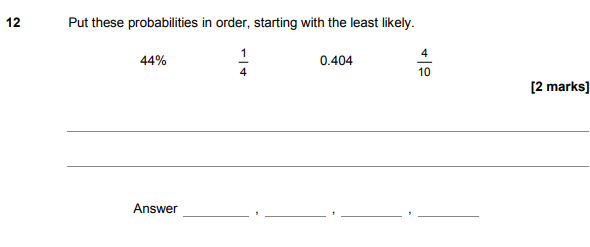 12 Put these probabilities in order, starting with the least likely.
44% 1/4 0.404 4/10
[2 marks]
Answer , , ,